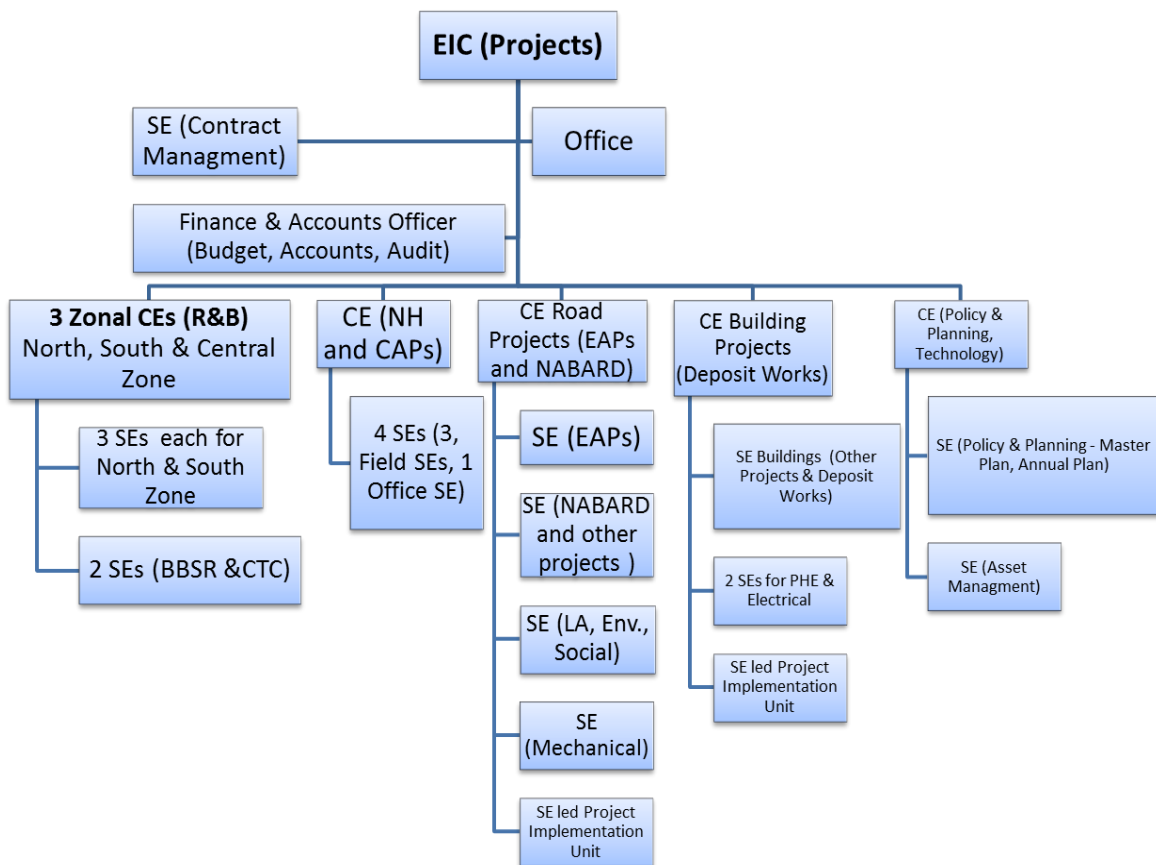 EIC (Projects)
SE (Contract
Managment)
Office
Finance & Accounts Officer
(Budget, Accounts, Audit)
3 Zonal CEs (R&B)
North, South & Central
Zone
3 SEs each for
North & South
Zone
2 SEs (BBSR &CTC)
CE (NH
and CAPs)
4 SEs (3,
Field SEs, 1
Office SE)
CE Road
Projects (EAPs
and NABARD)
SE (EAPs)
SE (NABARD
and other
projects )
SE (LA, Env.,
Social)
SE
(Mechanical)
SE led Project
Implementation
Unit
CE Building
Projects
(Deposit Works)
SE Buildings (Other
Projects & Deposit
Works)
2 SEs for PHE &
Electrical
SE led Project
Implementation
Unit
CE (Policy &
Planning,
Technology)
SE (Policy & Planning - Master
Plan, Annual Plan)
SE (Asset
Managment)